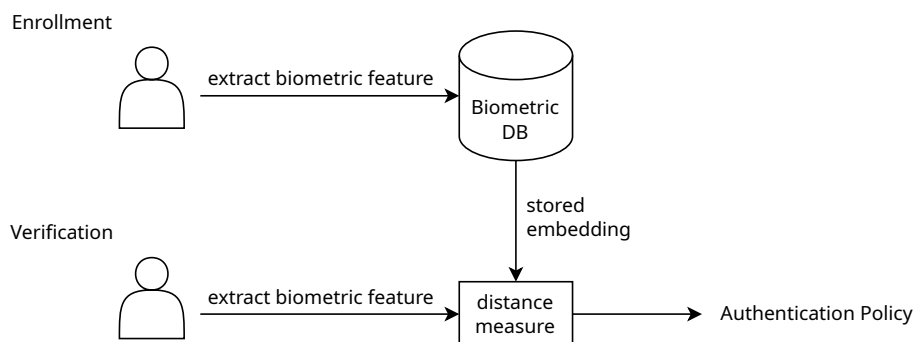 Enrollment
extract biometric feature
Biometric
DB
stored
embedding
Verification
extract biometric feature
distance
measure
Authentication Policy